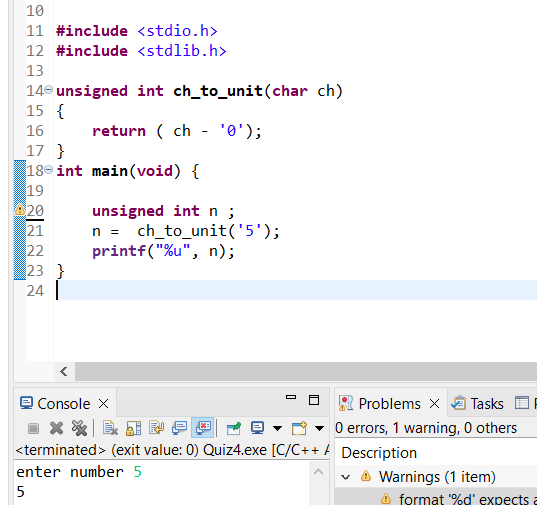 10
11 #include <stdio.h>
12 #include <stdlib.h>
13
14 unsigned int ch_to_unit(char ch)
15 {
16     return ( ch - '0');
17 }
18 int main(void) {
19
20     unsigned int n ;
21     n =  ch_to_unit('5');
22     printf("%u", n);
23 }
24
Console
Problems Tasks
0 errors, 1 warning, 0 others
<terminated> (exit value: 0) Quiz4.exe [C/C++ A
Description
enter number 5
Warnings (1 item)
5
format '%d' expects a